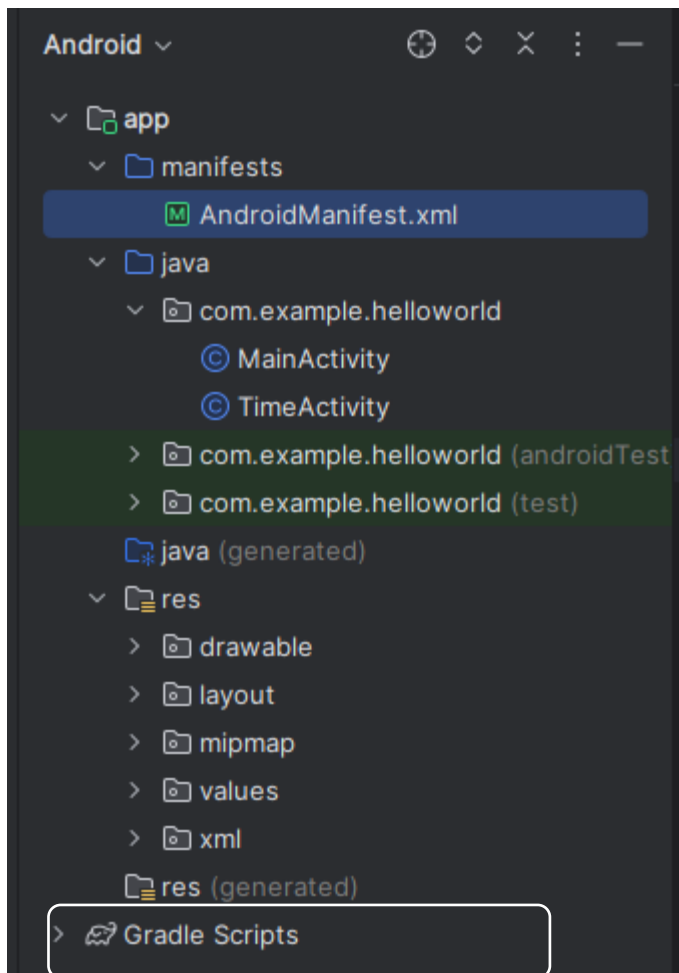 Android
app
manifests
AndroidManifest.xml
java
com.example.helloworld
MainActivity
TimeActivity
com.example.helloworld (androidTest
com.example.helloworld (test)
java (generated)
res
drawable
layout
mipmap
values
xml
res (generated)
Gradle Scripts